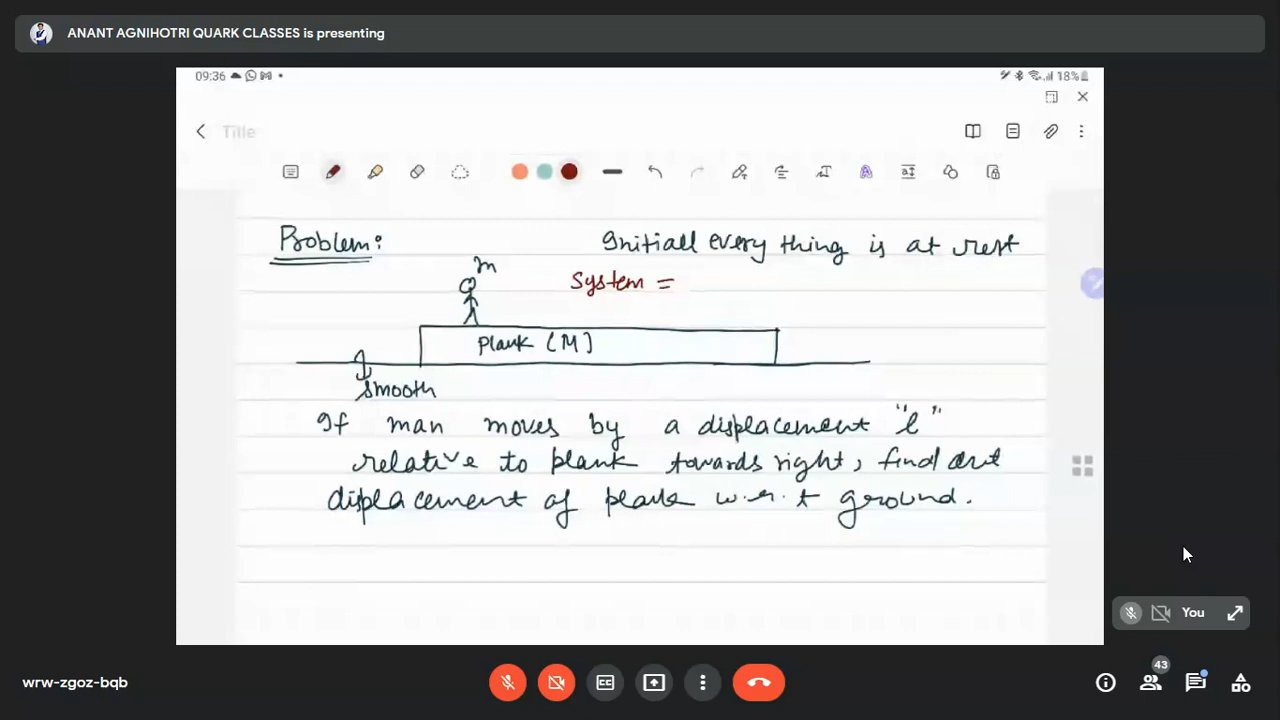 ANANT AGNIHOTRI QUARK CLASSES is presenting
09:36
18%
Title
Problem:
Initiall every thing is at rest
m
System =
Plank (M)
smooth
If man moves by a displacement "l"
relative to plank towards right, find out
displacement of plank w.r.t ground.
You
wrw-zgoz-bqb
CC
43